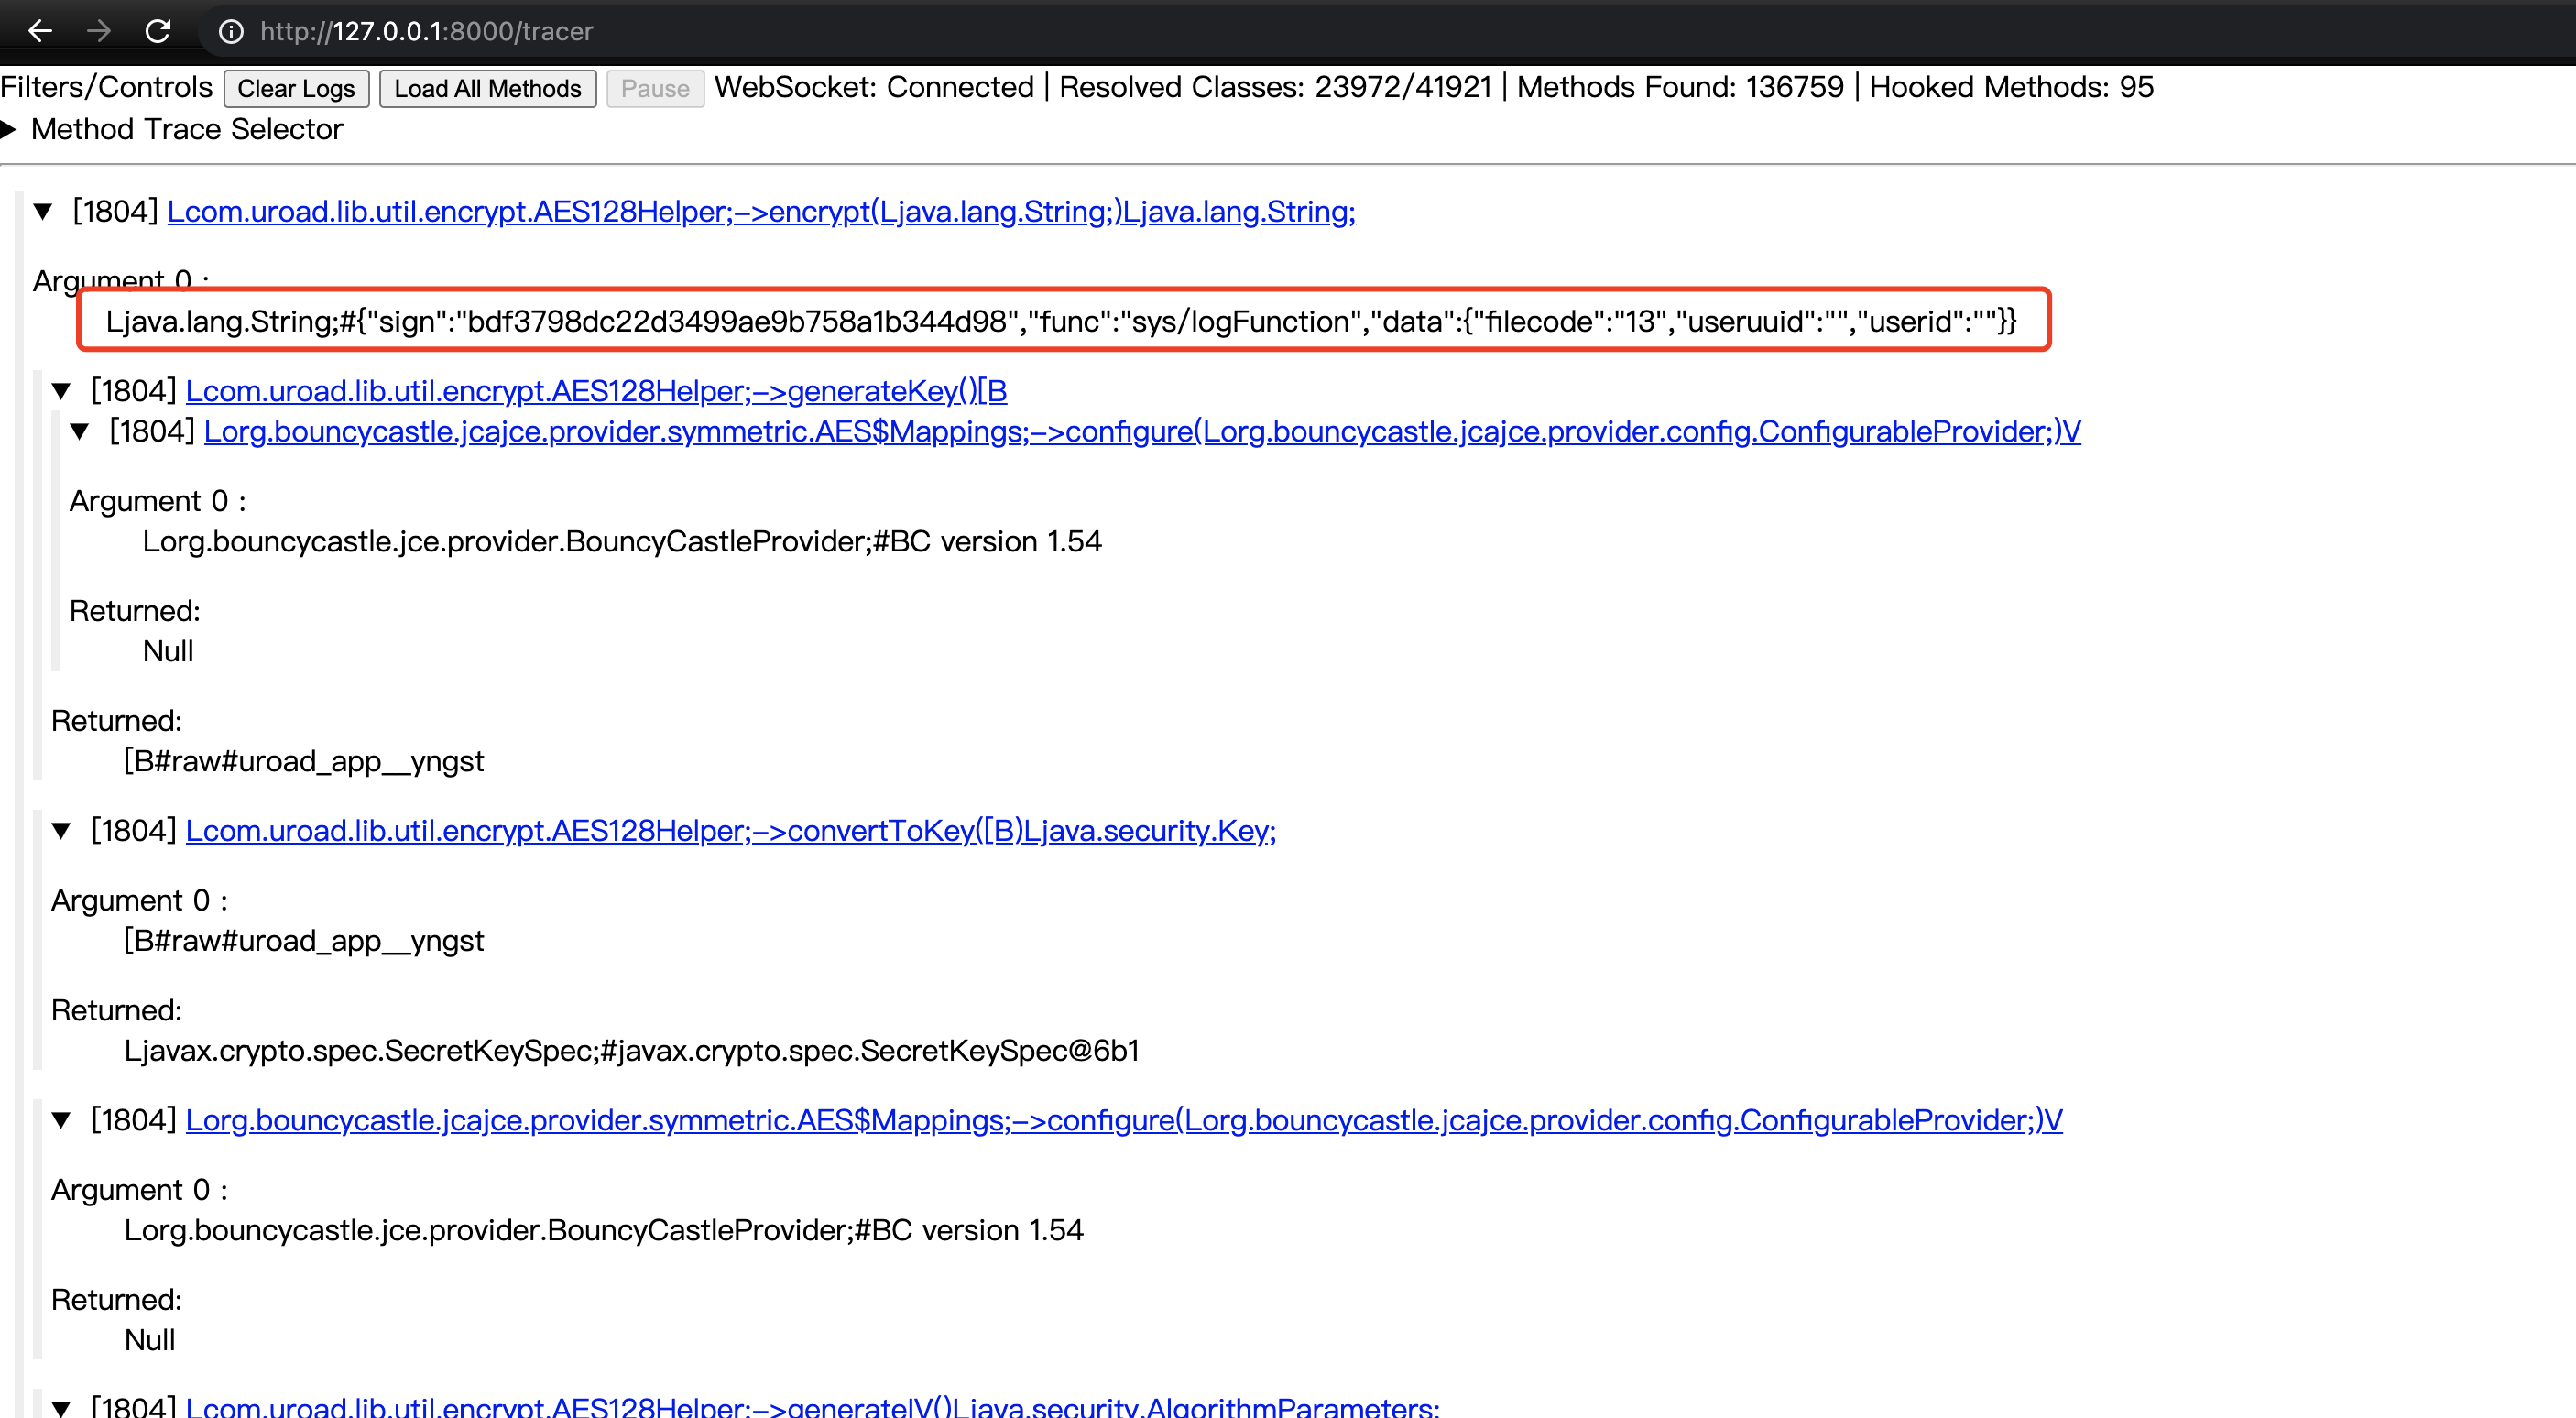 http://127.0.0.1:8000/tracer
Filters/Controls Clear Logs Load All Methods Pause WebSocket: Connected | Resolved Classes: 23972/41921 | Methods Found: 136759 | Hooked Methods: 95
▶ Method Trace Selector
▼ [1804] Lcom.uroad.lib.util.encrypt.AES128Helper;->encrypt(Ljava.lang.String;)Ljava.lang.String;
Argument 0 :
Ljava.lang.String;#{"sign":"bdf3798dc22d3499ae9b758a1b344d98","func":"sys/logFunction","data":{"filecode":"13","useruuid":"","userid":""}}
▼ [1804] Lcom.uroad.lib.util.encrypt.AES128Helper;->generateKey()[B
▼ [1804] Lorg.bouncycastle.jcajce.provider.symmetric.AES$Mappings;->configure(Lorg.bouncycastle.jcajce.provider.config.ConfigurableProvider;)V
Argument 0 :
Lorg.bouncycastle.jce.provider.BouncyCastleProvider;#BC version 1.54
Returned:
Null
Returned:
[B#raw#uroad_app__yngst
▼ [1804] Lcom.uroad.lib.util.encrypt.AES128Helper;->convertToKey([B)Ljava.security.Key;
Argument 0 :
[B#raw#uroad_app__yngst
Returned:
Ljavax.crypto.spec.SecretKeySpec;#javax.crypto.spec.SecretKeySpec@6b1
▼ [1804] Lorg.bouncycastle.jcajce.provider.symmetric.AES$Mappings;->configure(Lorg.bouncycastle.jcajce.provider.config.ConfigurableProvider;)V
Argument 0 :
Lorg.bouncycastle.jce.provider.BouncyCastleProvider;#BC version 1.54
Returned:
Null
▼ [1804] Lcom.uroad.lib.util.encrypt.AES128Helper;->generateIV()Ljava.security.AlgorithmParameters;